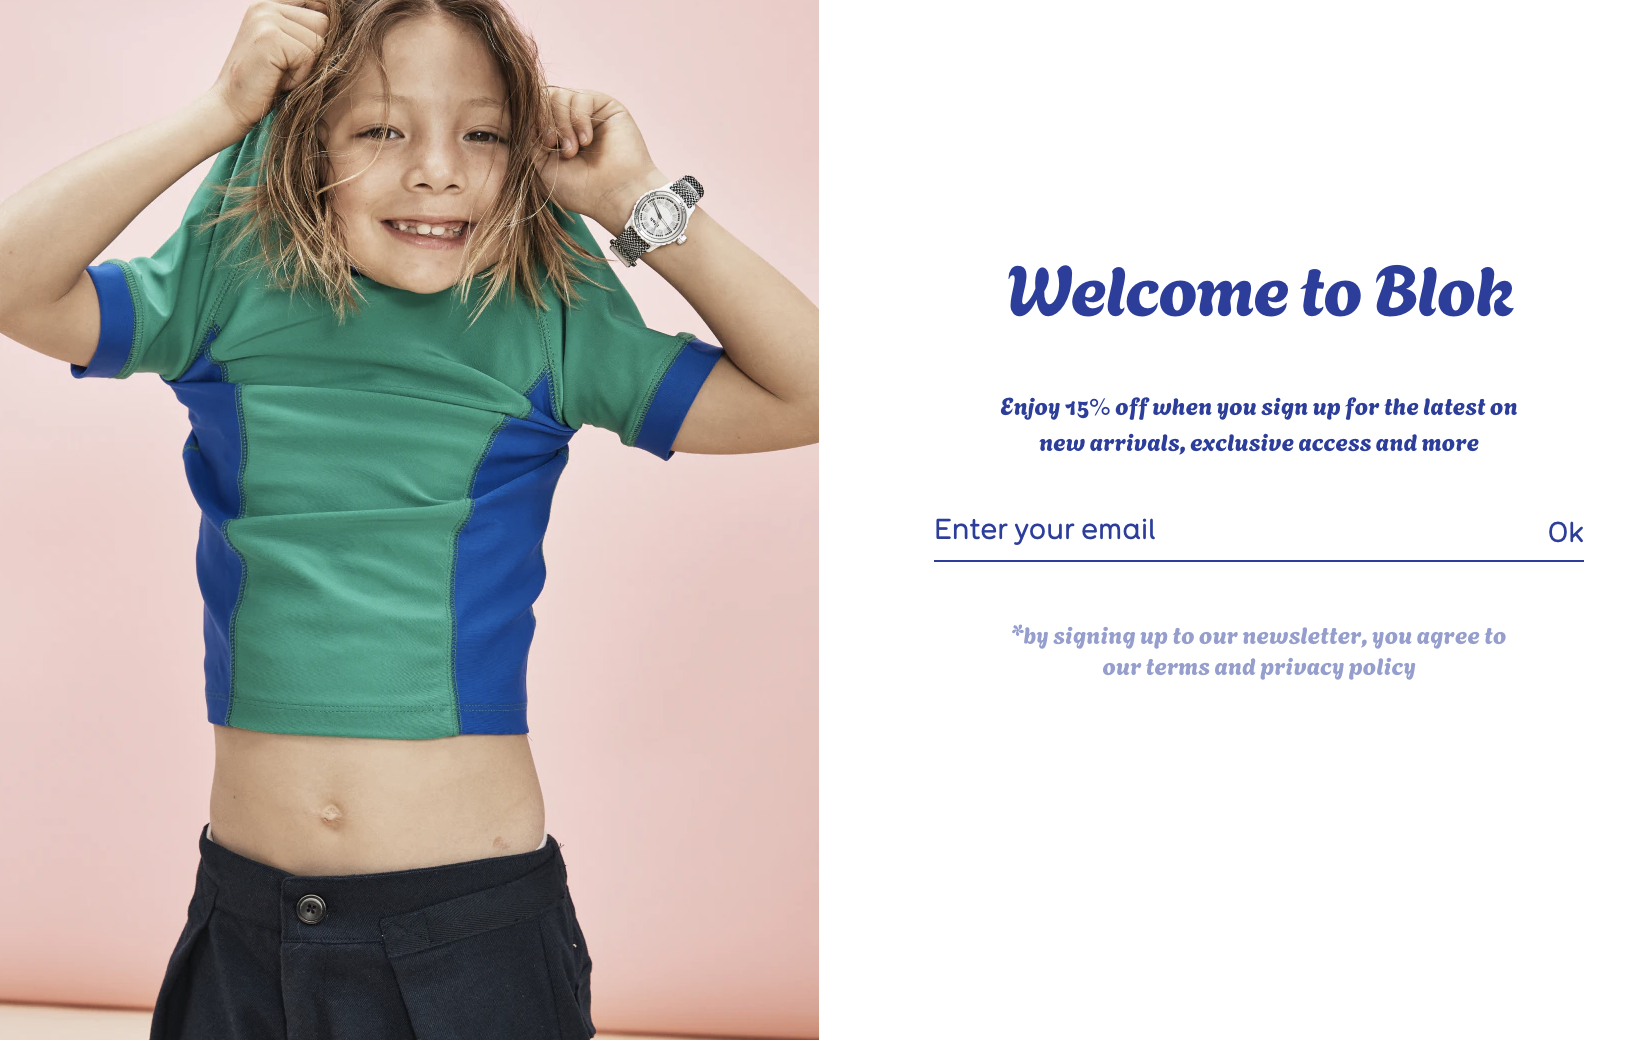 Welcome to Blok
Enjoy 15% off when you sign up for the latest on
new arrivals, exclusive access and more
Enter your email
Ok
*by signing up to our newsletter, you agree to
our terms and privacy policy